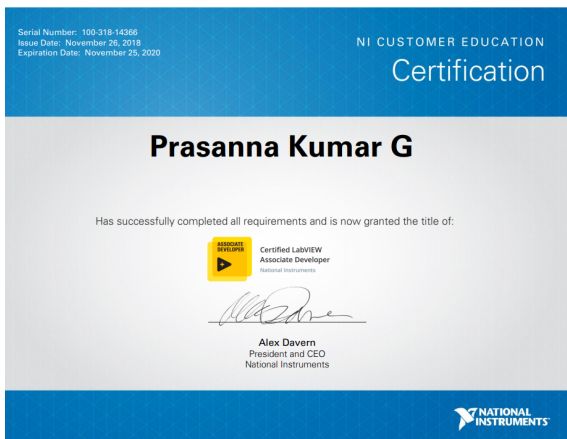 Serial Number: 100-318-14366
Issue Date: November 26, 2018
Expiration Date: November 25, 2020
NI CUSTOMER EDUCATION
Certification
Prasanna Kumar G
Has successfully completed all requirements and is now granted the title of:
ASSOCIATE
DEVELOPER
Certified LabVIEW
Associate Developer
National Instruments
Alex Davern
President and CEO
National Instruments
NATIONAL
INSTRUMENTS